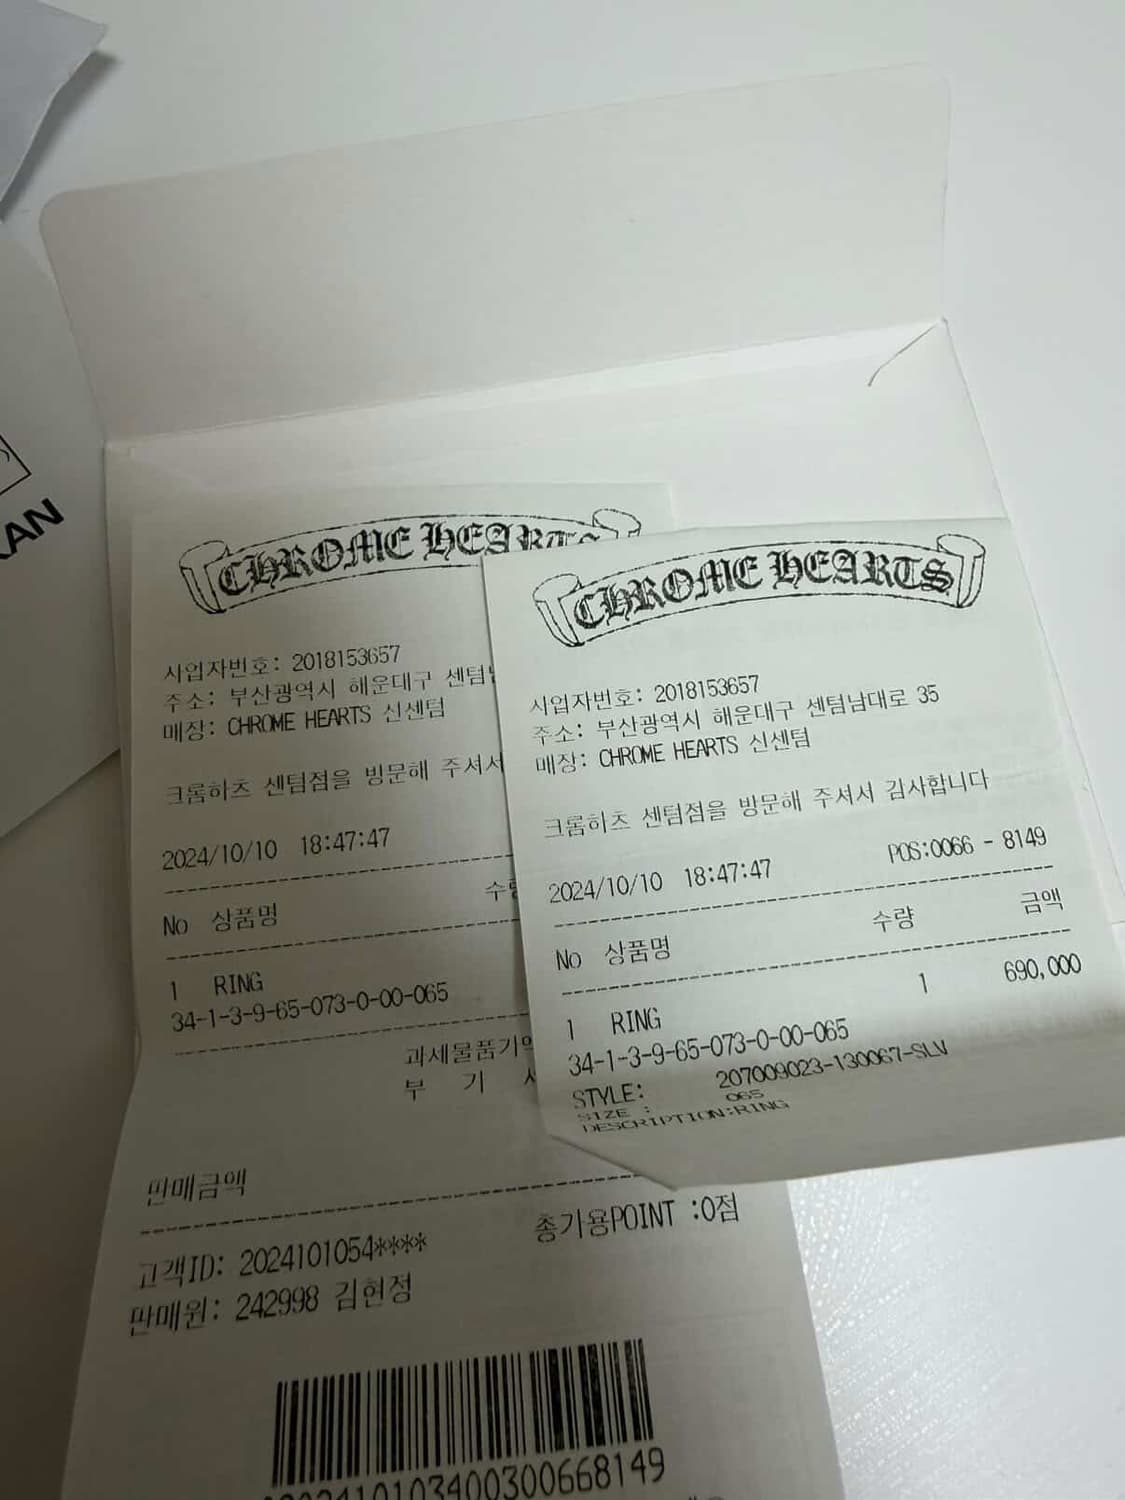 AN
CHROME HEARTS
사업자번호: 2018153657
주소: 부산광역시 해운대구 센텀남
매장: CHROME HEARTS 신센텀
크롬하츠 센텀점을 방문해 주셔서
2024/10/10 18:47:47
No 상품명 수량
1 RING
34-1-3-9-65-073-0-00-065
과세물품가액
부 가 세
판매금액
총가용POINT :0점
고객ID: 2024101054****
판매원: 242998 김현정
CHROME HEARTS
사업자번호: 2018153657
주소: 부산광역시 해운대구 센텀남대로 35
매장: CHROME HEARTS 신센텀
크롬하츠 센텀점을 방문해 주셔서 감사합니다
2024/10/10 18:47:47 POS:0066 - 8149
No 상품명 수량 금액
1 RING 1 690,000
34-1-3-9-65-073-0-00-065
STYLE: 207009023-130067-SLV
SIZE : 065
DESCRIPTION:RING